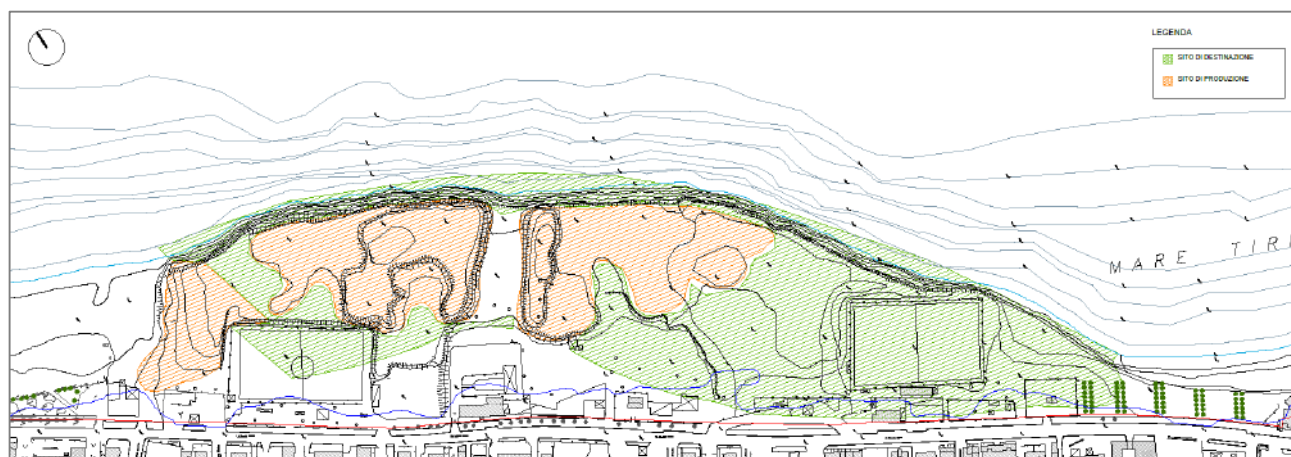 LEGENDA
SITO DI DESTINAZIONE
SITO DI PRODUZIONE
MARE TIR